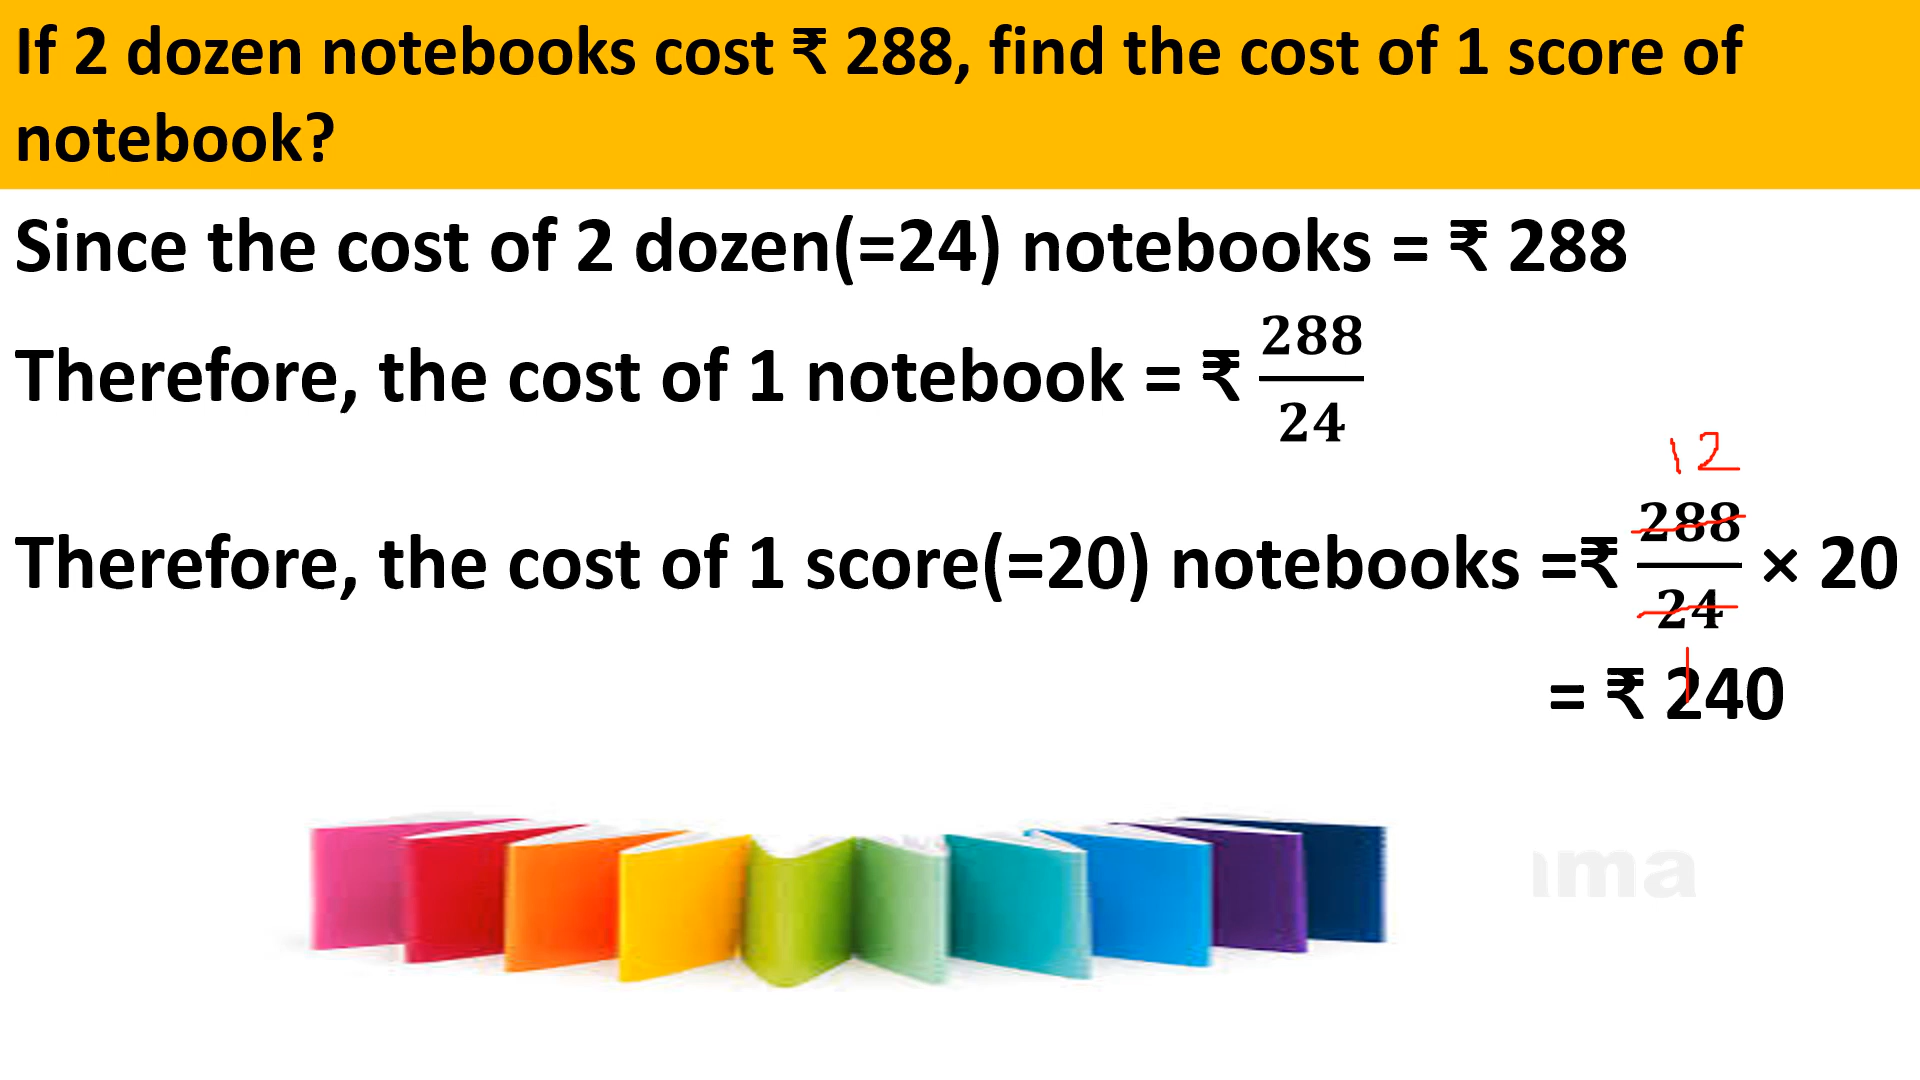 If 2 dozen notebooks cost ₹ 288, find the cost of 1 score of
notebook?
Since the cost of 2 dozen(=24) notebooks = ₹ 288
Therefore, the cost of 1 notebook = ₹ 288/24
12
Therefore, the cost of 1 score(=20) notebooks =₹ 288/24 × 20
1
= ₹ 240